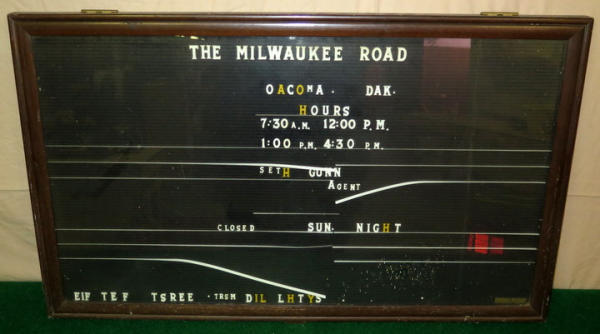 THE MILWAUKEE ROAD
OACOMA. DAK.
HOURS
7:30 A.M. 12:00 P.M.
1:00 P.M. 4:30 P.M.
SETH GUNN
AGENT
CLOSED SUN. NIGHT
EIF TEF TSREE · TRSM DIL LHTYS